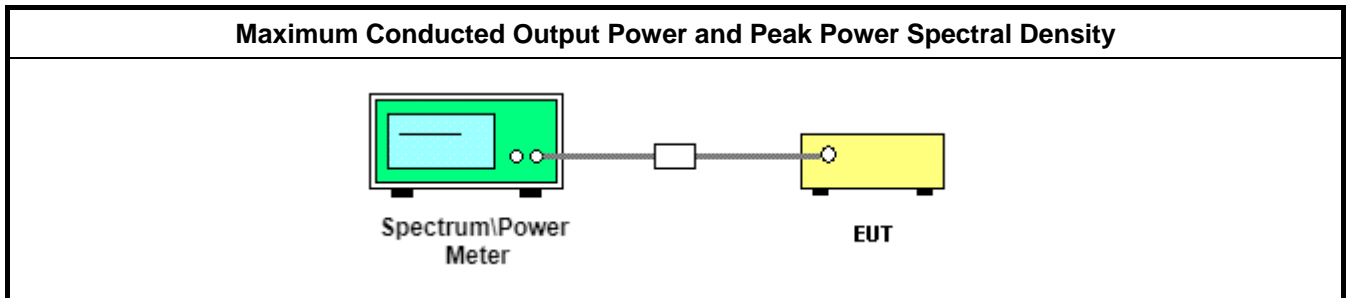 Maximum Conducted Output Power and Peak Power Spectral Density
Spectrum\Power
Meter
EUT